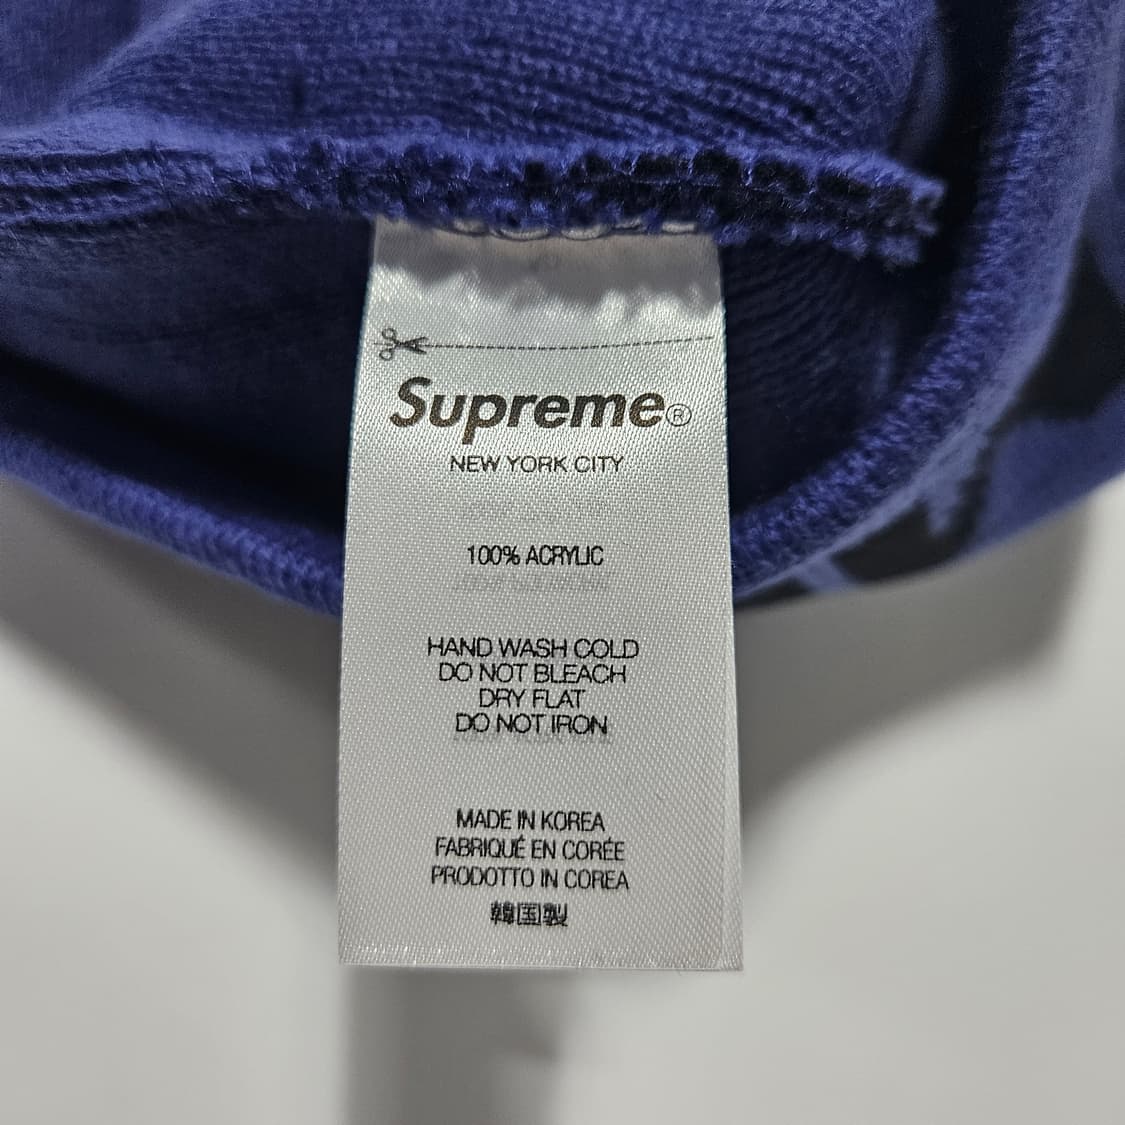 Supreme®
NEW YORK CITY
100% ACRYLIC
HAND WASH COLD
DO NOT BLEACH
DRY FLAT
DO NOT IRON
MADE IN KOREA
FABRIQUÉ EN CORÉE
PRODOTTO IN COREA
韓国製